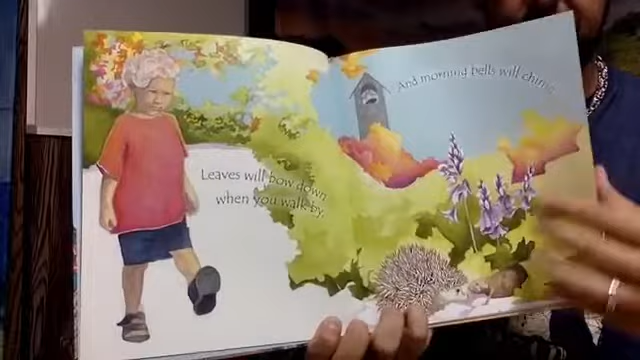 Leaves will bow down
when you walk by,
And morning bells will chime.